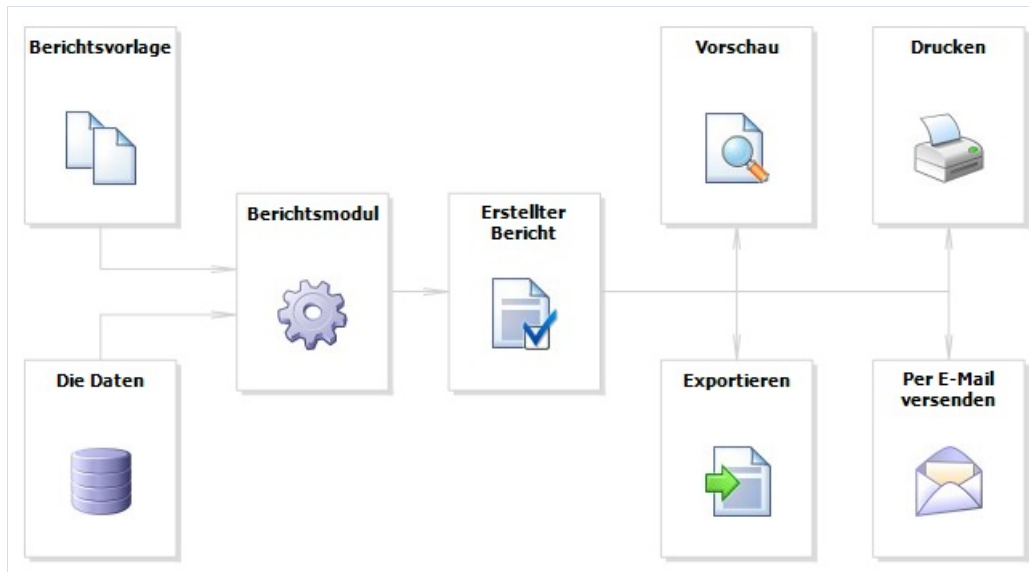 Berichtsvorlage
Vorschau
Drucken
Berichtsmodul
Erstellter
Bericht
Die Daten
Exportieren
Per E-Mail
versenden